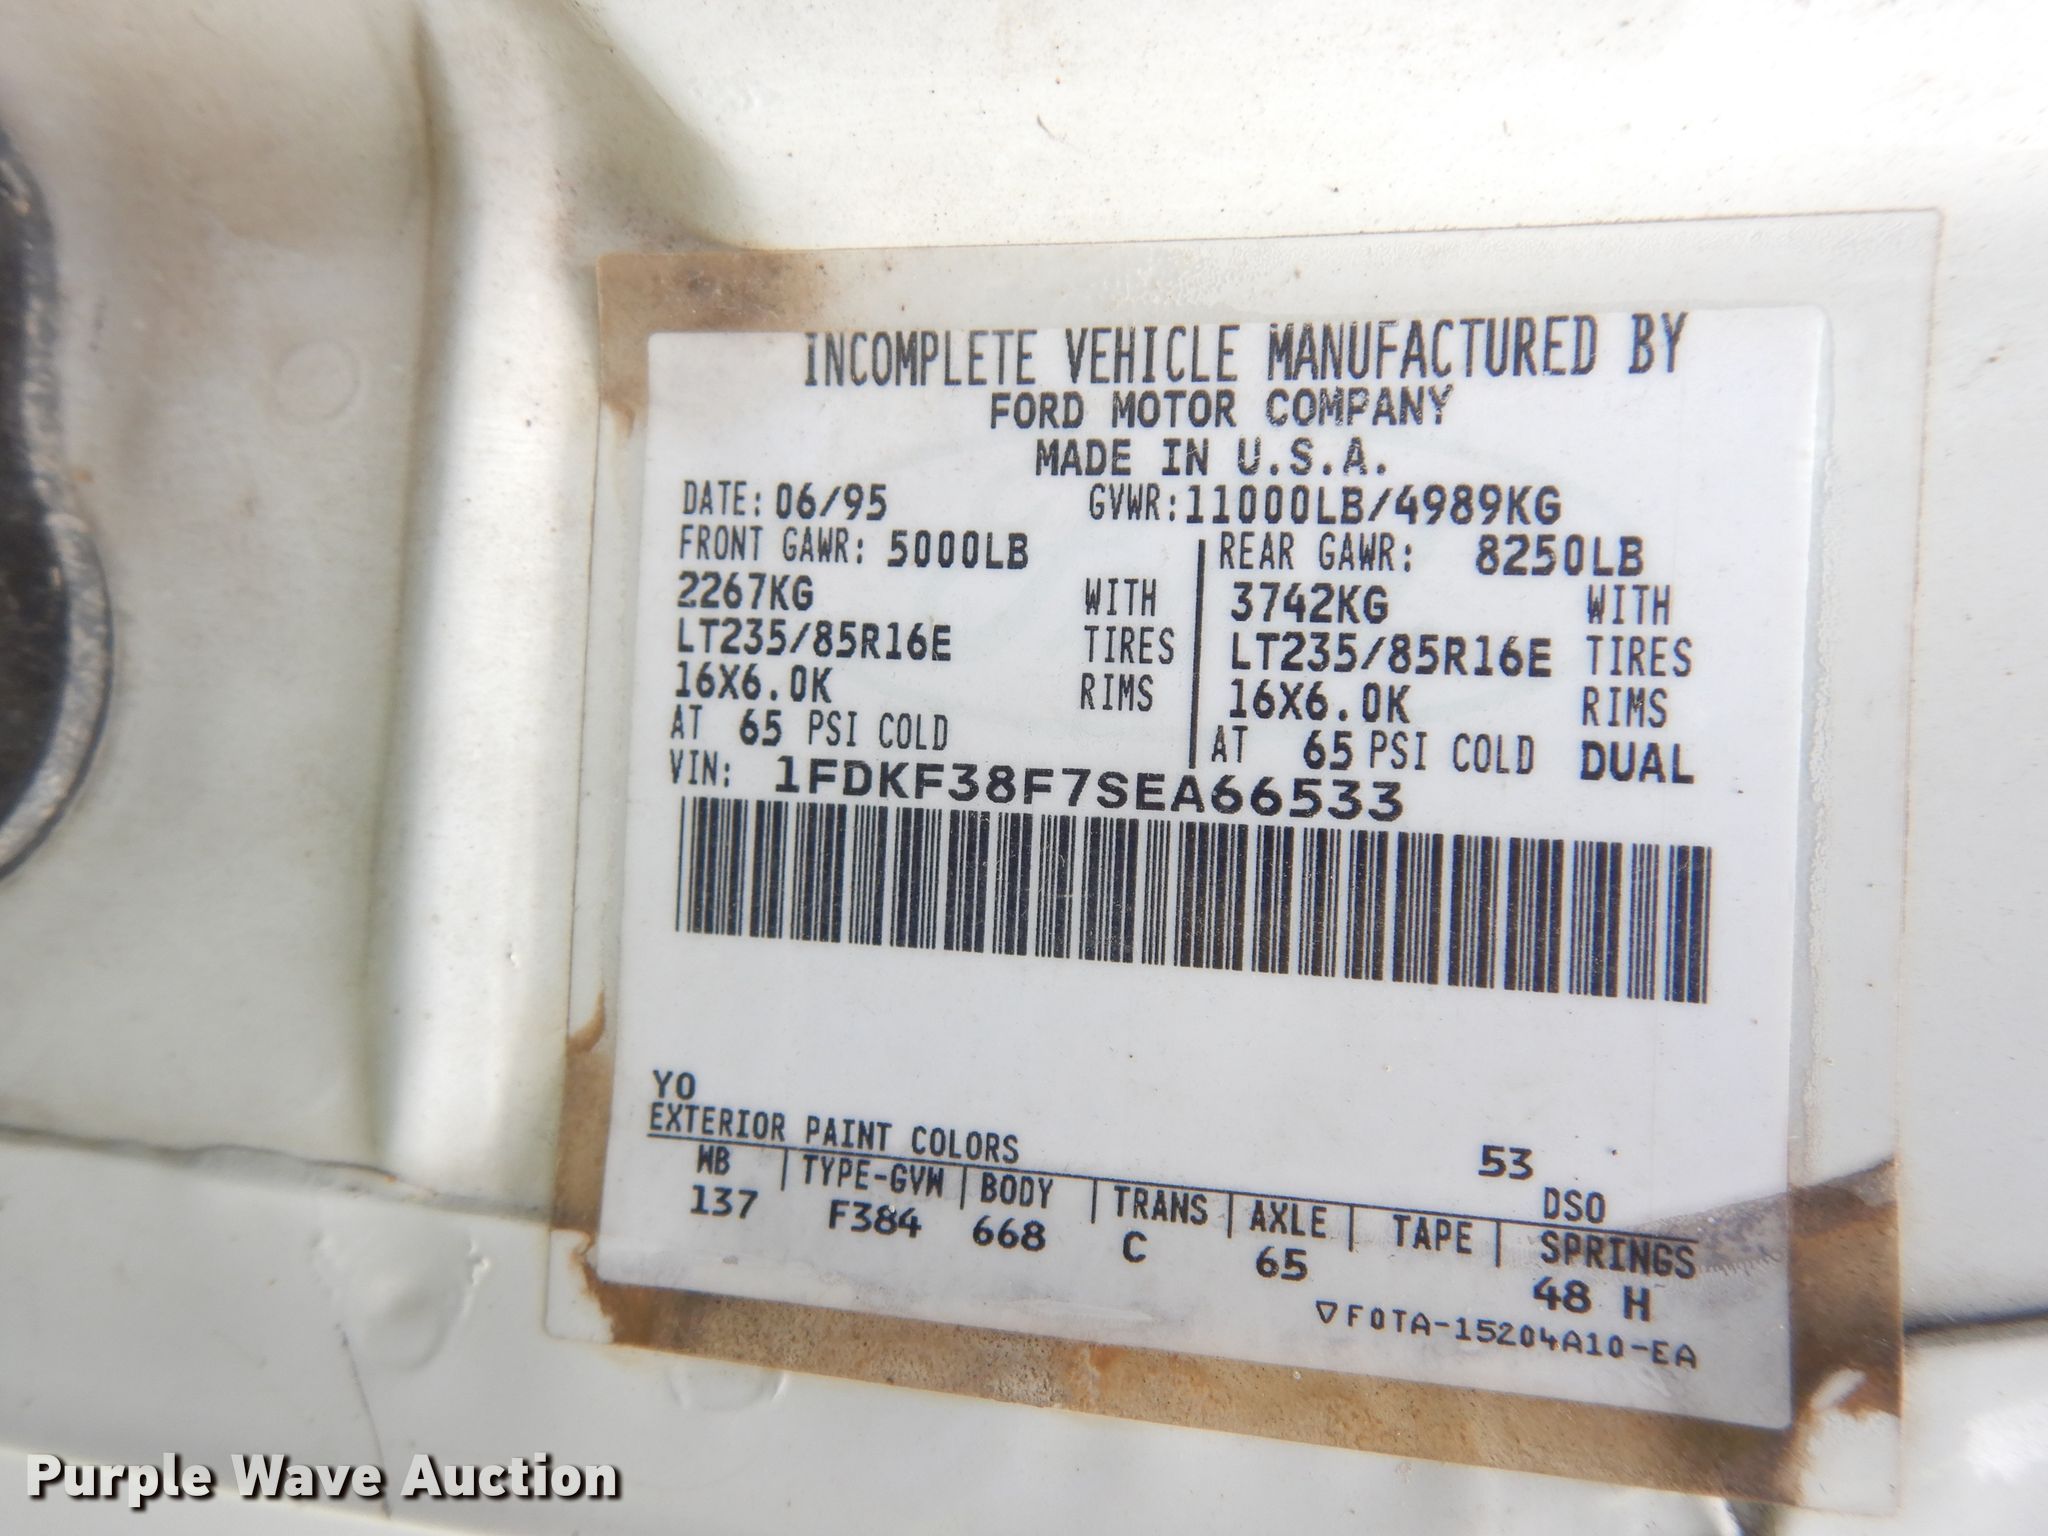 INCOMPLETE VEHICLE MANUFACTURED BY
FORD MOTOR COMPANY
MADE IN U.S.A.
DATE: 06/95 GVWR: 11000LB/4989KG
FRONT GAWR: 5000LB REAR GAWR: 8250LB
2267KG WITH 3742KG WITH
LT235/85R16E TIRES LT235/85R16E TIRES
16X6.0K RIMS 16X6.0K RIMS
AT 65 PSI COLD AT 65 PSI COLD DUAL
VIN: 1FDKF38F7SEA66533
YO
EXTERIOR PAINT COLORS 53 DSO
WB TYPE-GVW BODY TRANS AXLE TAPE SPRINGS
137 F384 668 C 65 48 H
▽F0TA-15204A10-EA
Purple Wave Auction